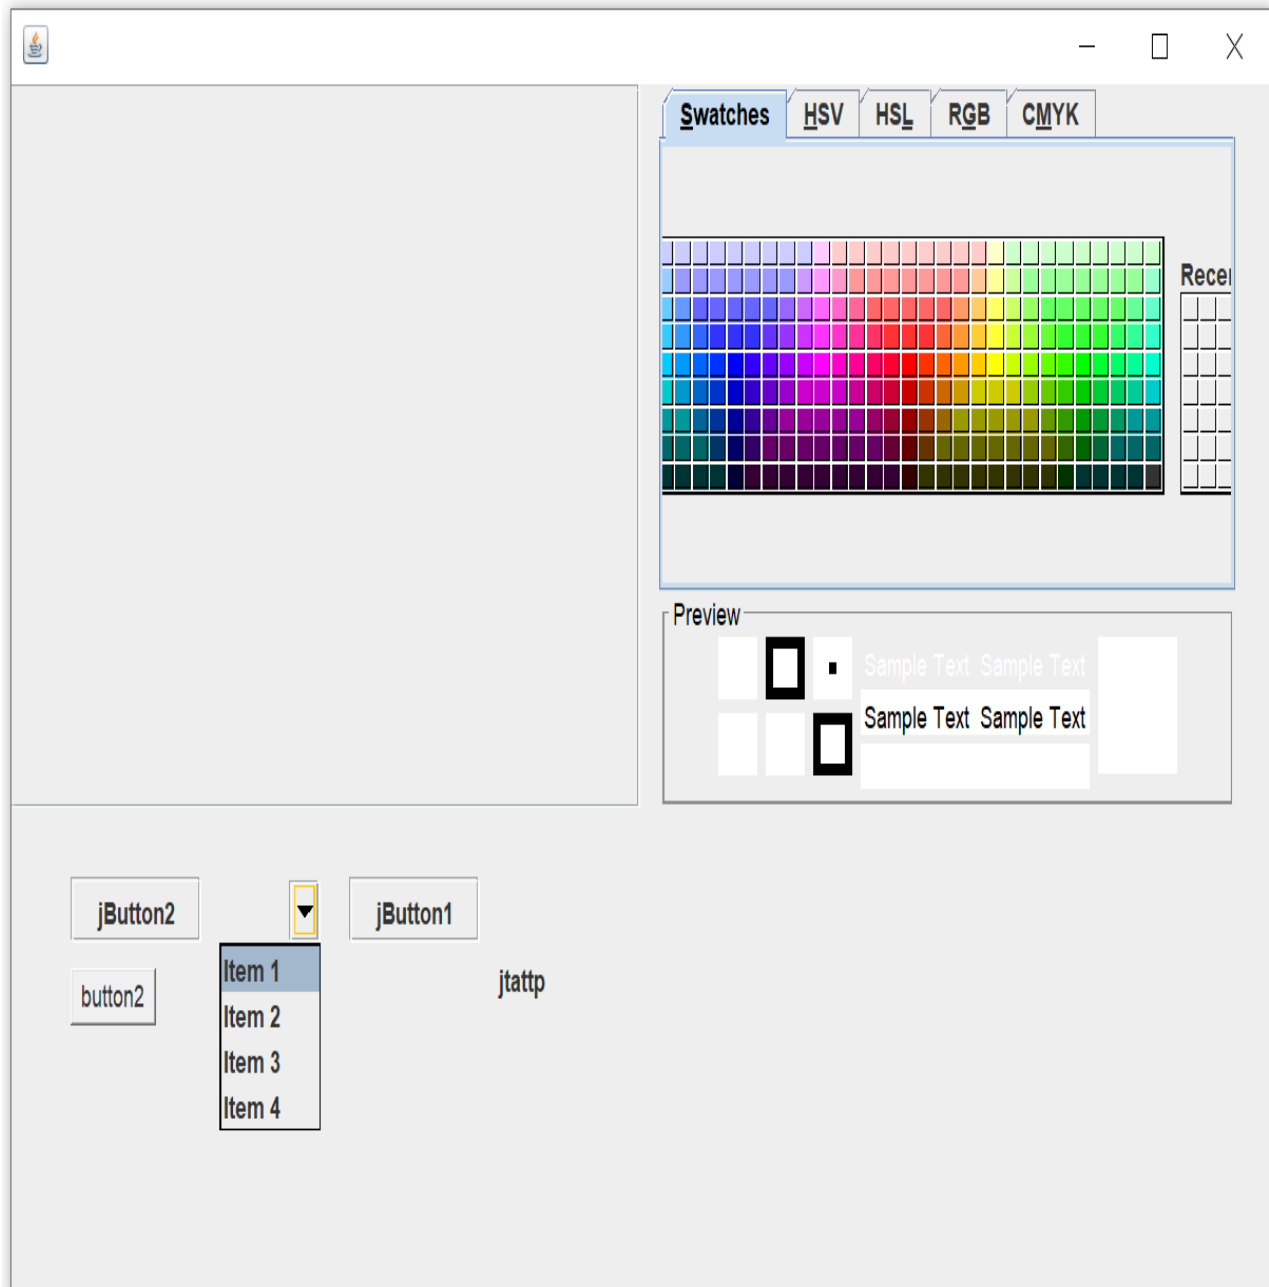 Swatches HSV HSL RGB CMYK
Preview
Sample Text Sample Text
Sample Text Sample Text
jButton2 jButton1
Item 1
button2 jtattp
Item 2
Item 3
Item 4